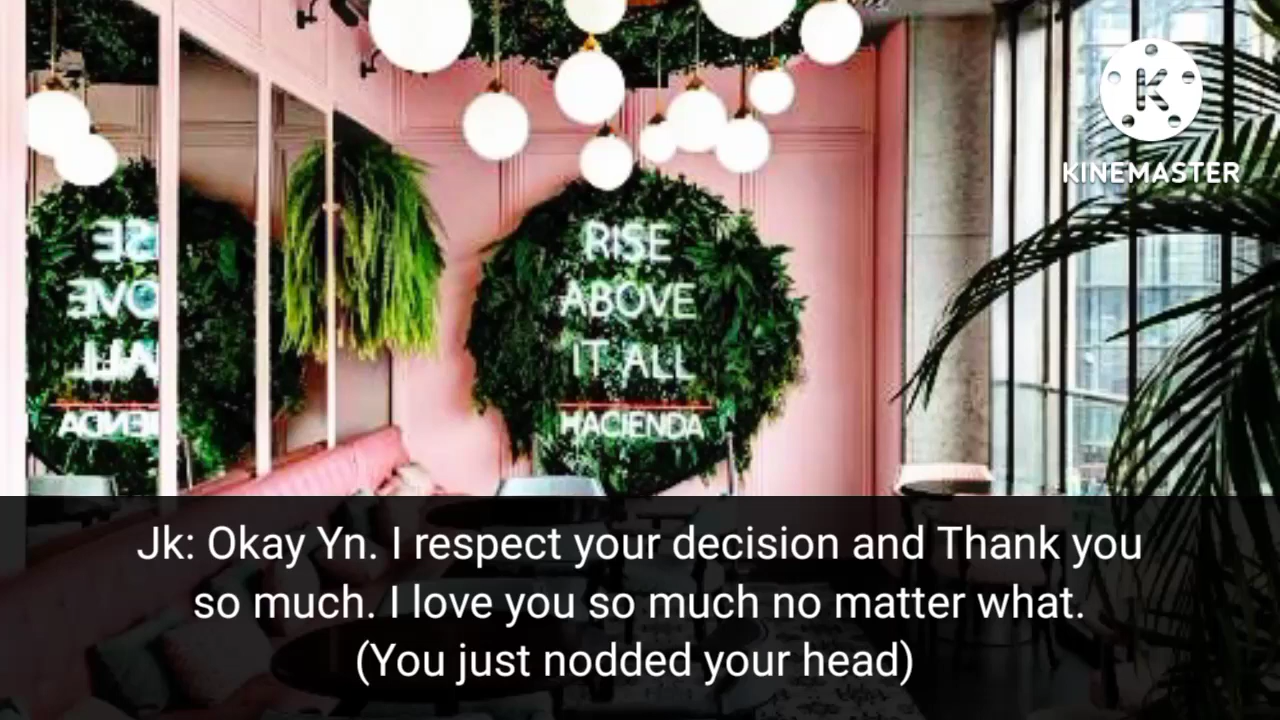 K
KINEMASTER
RISE
ABOVE
IT ALL
HACIENDA
Jk: Okay Yn. I respect your decision and Thank you
so much. I love you so much no matter what.
(You just nodded your head)